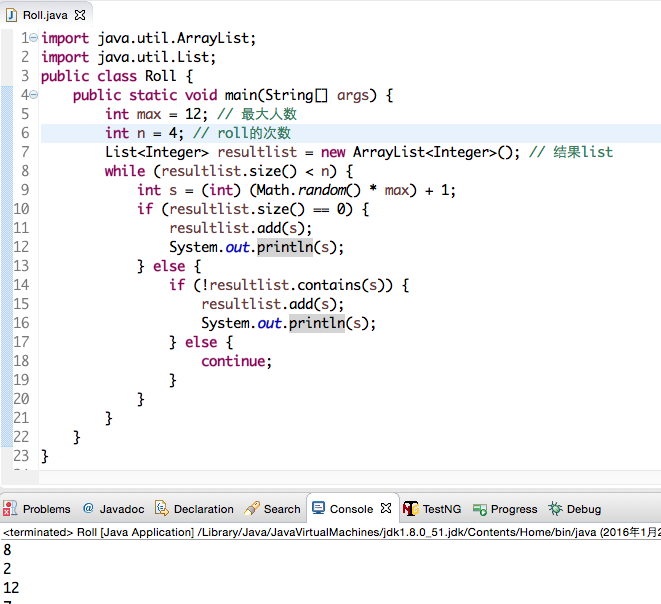 Roll.java
1 import java.util.ArrayList;
2 import java.util.List;
3 public class Roll {
4 public static void main(String[] args) {
5 int max = 12; // 最大人数
6 int n = 4; // roll的次数
7 List<Integer> resultlist = new ArrayList<Integer>(); // 结果list
8 while (resultlist.size() < n) {
9 int s = (int) (Math.random() * max) + 1;
10 if (resultlist.size() == 0) {
11 resultlist.add(s);
12 System.out.println(s);
13 } else {
14 if (!resultlist.contains(s)) {
15 resultlist.add(s);
16 System.out.println(s);
17 } else {
18 continue;
19 }
20 }
21 }
22 }
23 }
Problems @ Javadoc Declaration Search Console TestNG Progress Debug
<terminated> Roll [Java Application] /Library/Java/JavaVirtualMachines/jdk1.8.0_51.jdk/Contents/Home/bin/java (2016年1月2
8
2
12